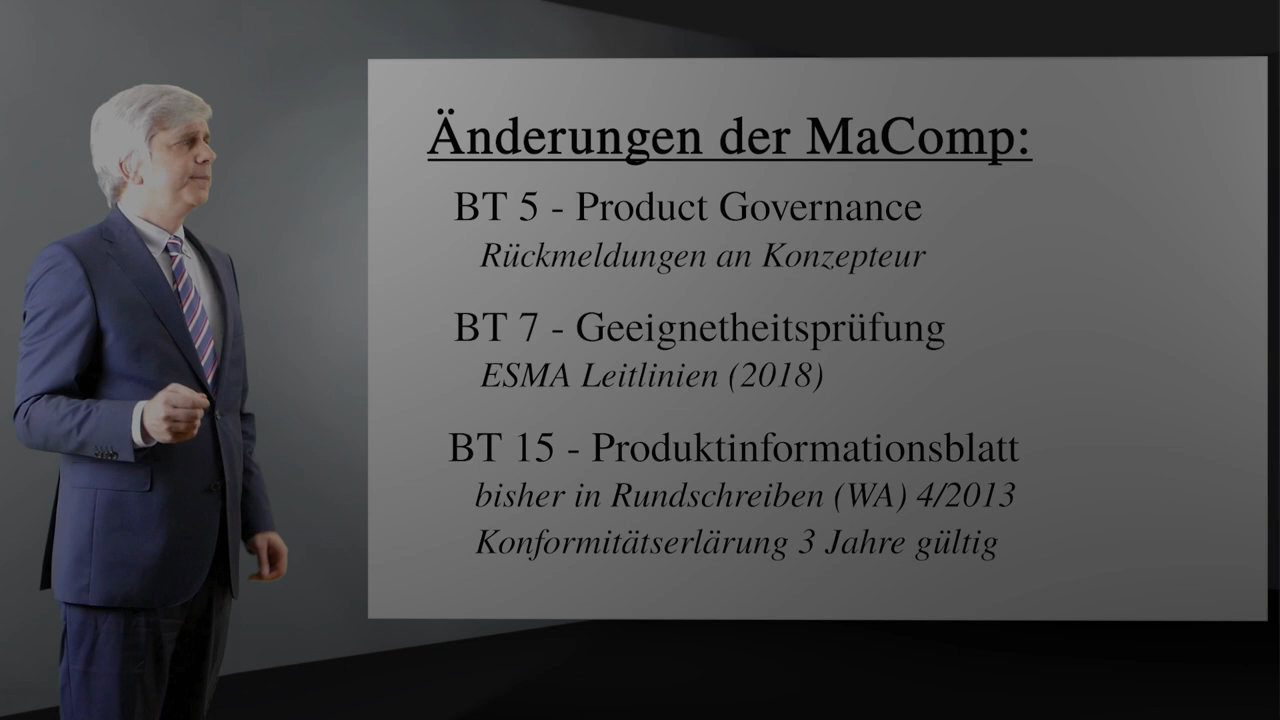 Änderungen der MaComp:
BT 5 - Product Governance
Rückmeldungen an Konzepteur
BT 7 - Geeignetheitsprüfung
ESMA Leitlinien (2018)
BT 15 - Produktinformationsblatt
bisher in Rundschreiben (WA) 4/2013
Konformitätserlärung 3 Jahre gültig